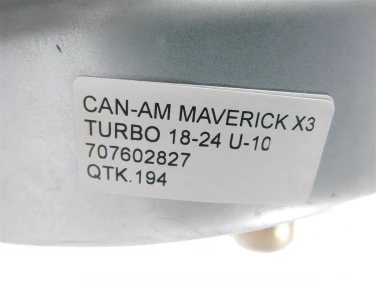 CAN-AM MAVERICK X3
TURBO 18-24 U-10
707602827
QTK.194